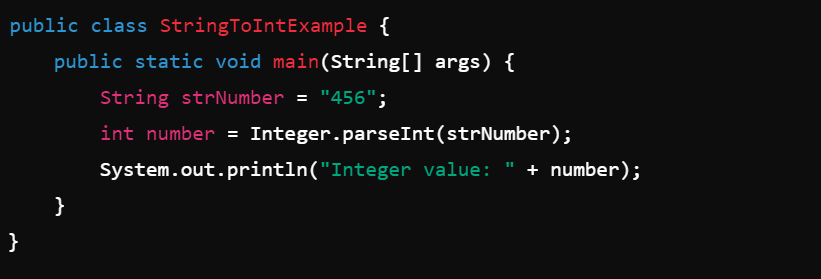 public class StringToIntExample {
    public static void main(String[] args) {
        String strNumber = "456";
        int number = Integer.parseInt(strNumber);
        System.out.println("Integer value: " + number);
    }
}